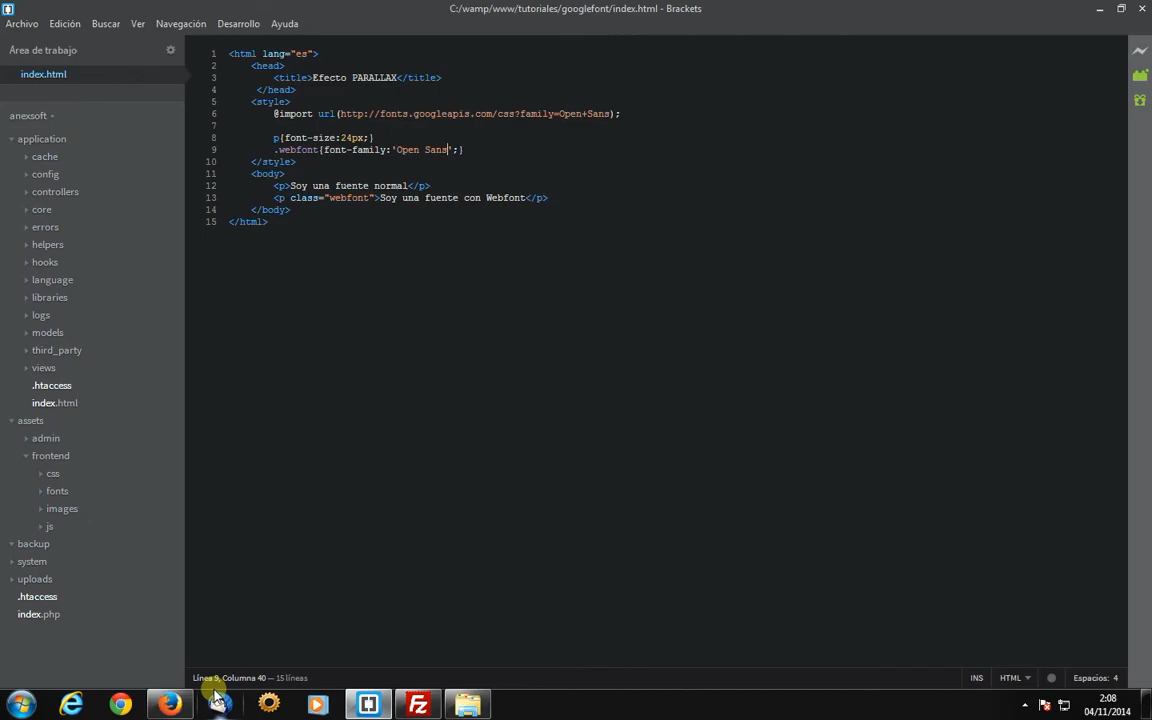 C:/wamp/www/tutoriales/googlefont/index.html - Brackets
Archivo Edición Buscar Ver Navegación Desarrollo Ayuda
Área de trabajo
index.html
anexsoft
application
cache
config
controllers
core
errors
helpers
hooks
language
libraries
logs
models
third_party
views
.htaccess
index.html
assets
admin
frontend
css
fonts
images
js
backup
system
uploads
.htaccess
index.php
1 <html lang="es">
2 <head>
3 <title>Efecto PARALLAX</title>
4 </head>
5 <style>
6 @import url(http://fonts.googleapis.com/css?family=Open+Sans);
7
8 p{font-size:24px;}
9 .webfont{font-family:'Open Sans';}
10 </style>
11 <body>
12 <p>Soy una fuente normal</p>
13 <p class="webfont">Soy una fuente con Webfont</p>
14 </body>
15 </html>
Línea 9, Columna 40 — 15 líneas
INS HTML Espacios: 4
2:08
04/11/2014